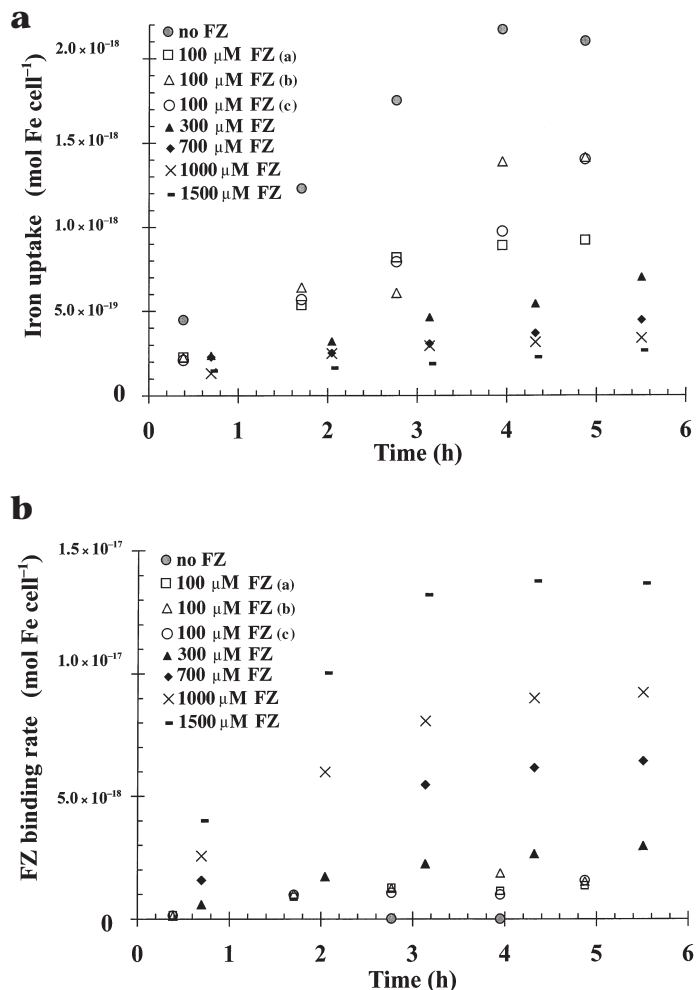 a
Iron uptake (mol Fe cell⁻¹)
2.0×10⁻¹⁸
1.5×10⁻¹⁸
1.0×10⁻¹⁸
5.0×10⁻¹⁹
0
no FZ
100 μM FZ (a)
100 μM FZ (b)
100 μM FZ (c)
300 μM FZ
700 μM FZ
1000 μM FZ
1500 μM FZ
0 1 2 3 4 5 6
Time (h)
b
FZ binding rate (mol Fe cell⁻¹)
1.5×10⁻¹⁷
1.0×10⁻¹⁷
5.0×10⁻¹⁸
0
no FZ
100 μM FZ (a)
100 μM FZ (b)
100 μM FZ (c)
300 μM FZ
700 μM FZ
1000 μM FZ
1500 μM FZ
0 1 2 3 4 5 6
Time (h)